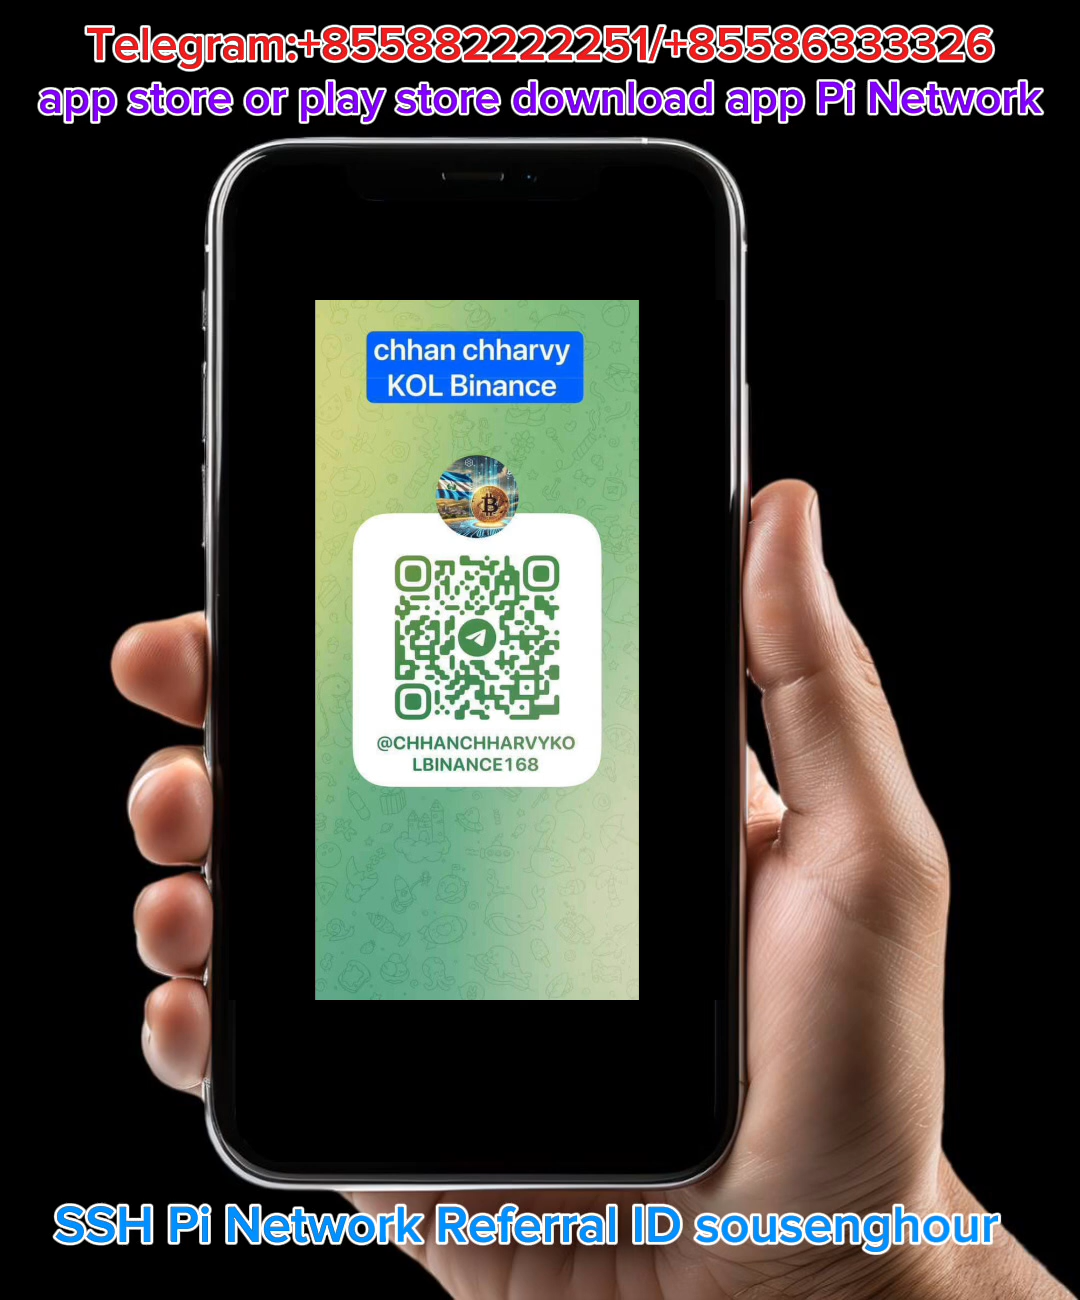 Telegram:+855882222251/+85586333326
app store or play store download app Pi Network
chhan chharvy
KOL Binance
@CHHANCHHARVYKO
LBINANCE168
SSH Pi Network Referral ID sousenghour